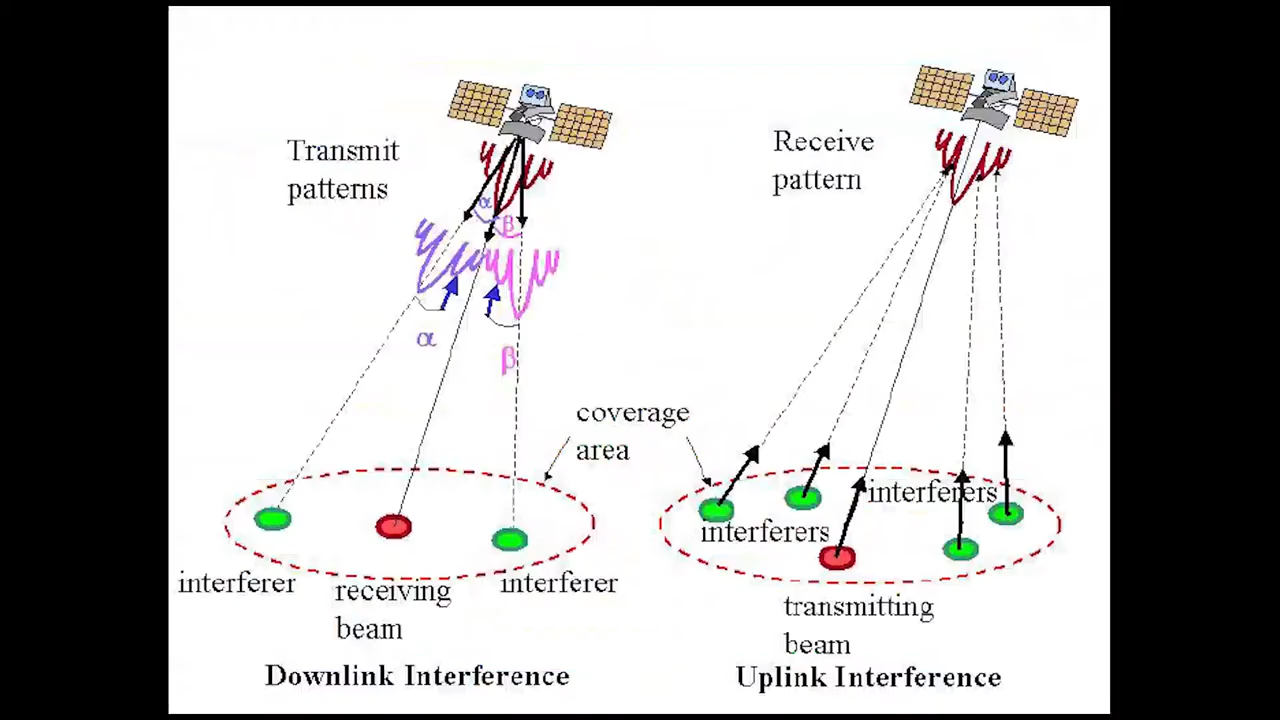 Transmit
patterns
α
β
α
β
coverage
area
interferer
receiving
beam
interferer
Downlink Interference
Receive
pattern
interferers
interferers
transmitting
beam
Uplink Interference